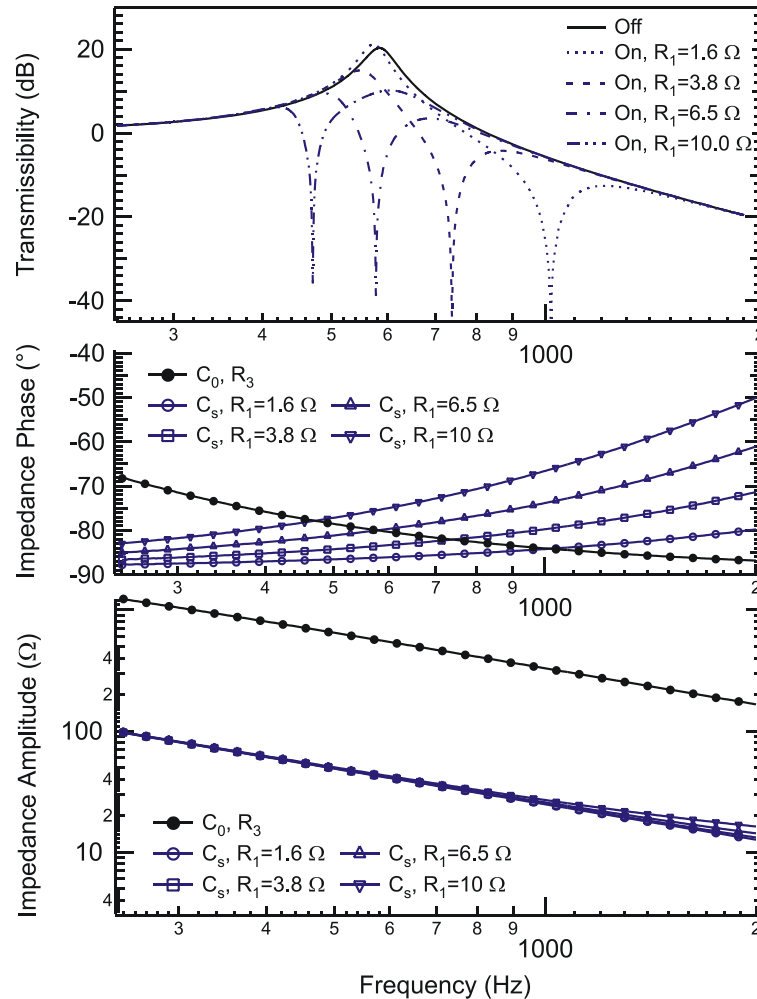 Transmissibility (dB)
20
0
-20
-40
Off
On, R₁=1.6 Ω
On, R₁=3.8 Ω
On, R₁=6.5 Ω
On, R₁=10.0 Ω
3 4 5 6 7 8 9 2
1000
Impedance Phase (°)
-40
-50
-60
-70
-80
-90
C₀, R₃
Cₛ, R₁=1.6 Ω Cₛ, R₁=6.5 Ω
Cₛ, R₁=3.8 Ω Cₛ, R₁=10 Ω
3 4 5 6 7 8 9 2
1000
Impedance Amplitude (Ω)
4
2
100
4
2
10
4
C₀, R₃
Cₛ, R₁=1.6 Ω Cₛ, R₁=6.5 Ω
Cₛ, R₁=3.8 Ω Cₛ, R₁=10 Ω
3 4 5 6 7 8 9 2
1000
Frequency (Hz)